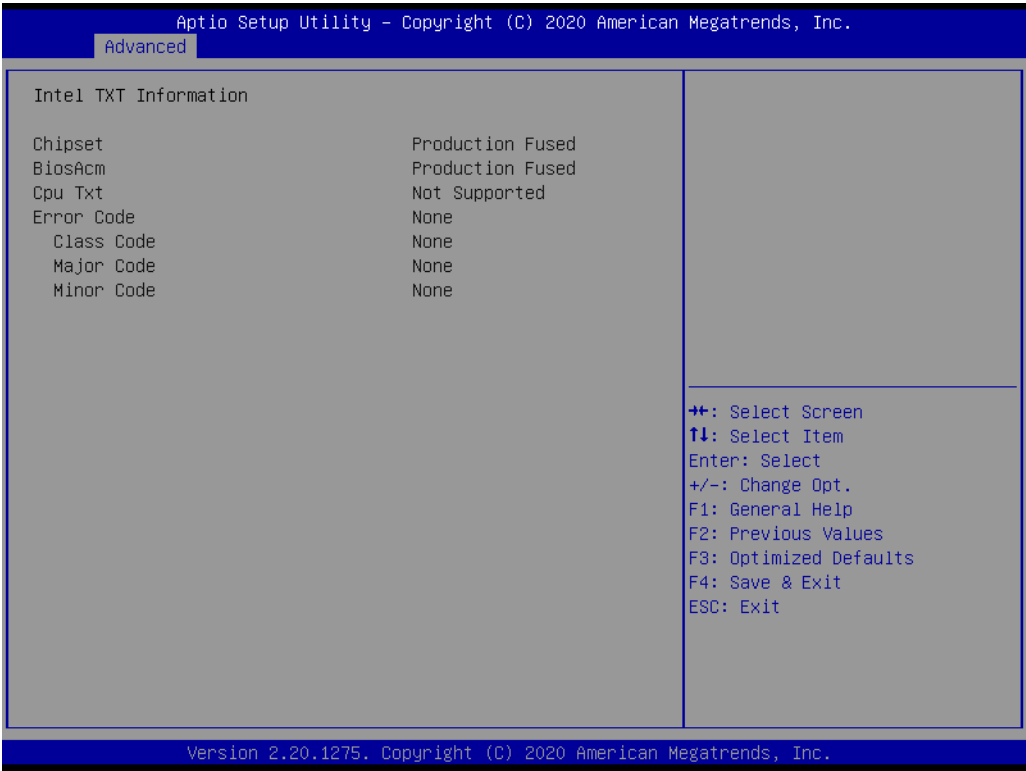 Aptio Setup Utility – Copyright (C) 2020 American Megatrends, Inc.
Advanced
Intel TXT Information
Chipset Production Fused
BiosAcm Production Fused
Cpu Txt Not Supported
Error Code None
Class Code None
Major Code None
Minor Code None
→←: Select Screen
↑↓: Select Item
Enter: Select
+/-: Change Opt.
F1: General Help
F2: Previous Values
F3: Optimized Defaults
F4: Save & Exit
ESC: Exit
Version 2.20.1275. Copyright (C) 2020 American Megatrends, Inc.